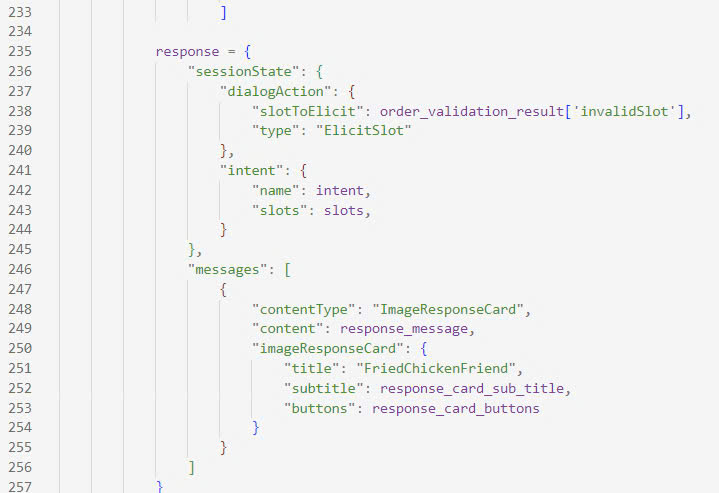 233                         ]
234
235                 response = {
236                     "sessionState": {
237                         "dialogAction": {
238                             "slotToElicit": order_validation_result['invalidSlot'],
239                             "type": "ElicitSlot"
240                         },
241                         "intent": {
242                             "name": intent,
243                             "slots": slots,
244                         }
245                     },
246                     "messages": [
247                         {
248                             "contentType": "ImageResponseCard",
249                             "content": response_message,
250                             "imageResponseCard": {
251                                 "title": "FriedChickenFriend",
252                                 "subtitle": response_card_sub_title,
253                                 "buttons": response_card_buttons
254                             }
255                         }
256                     ]
257                 }